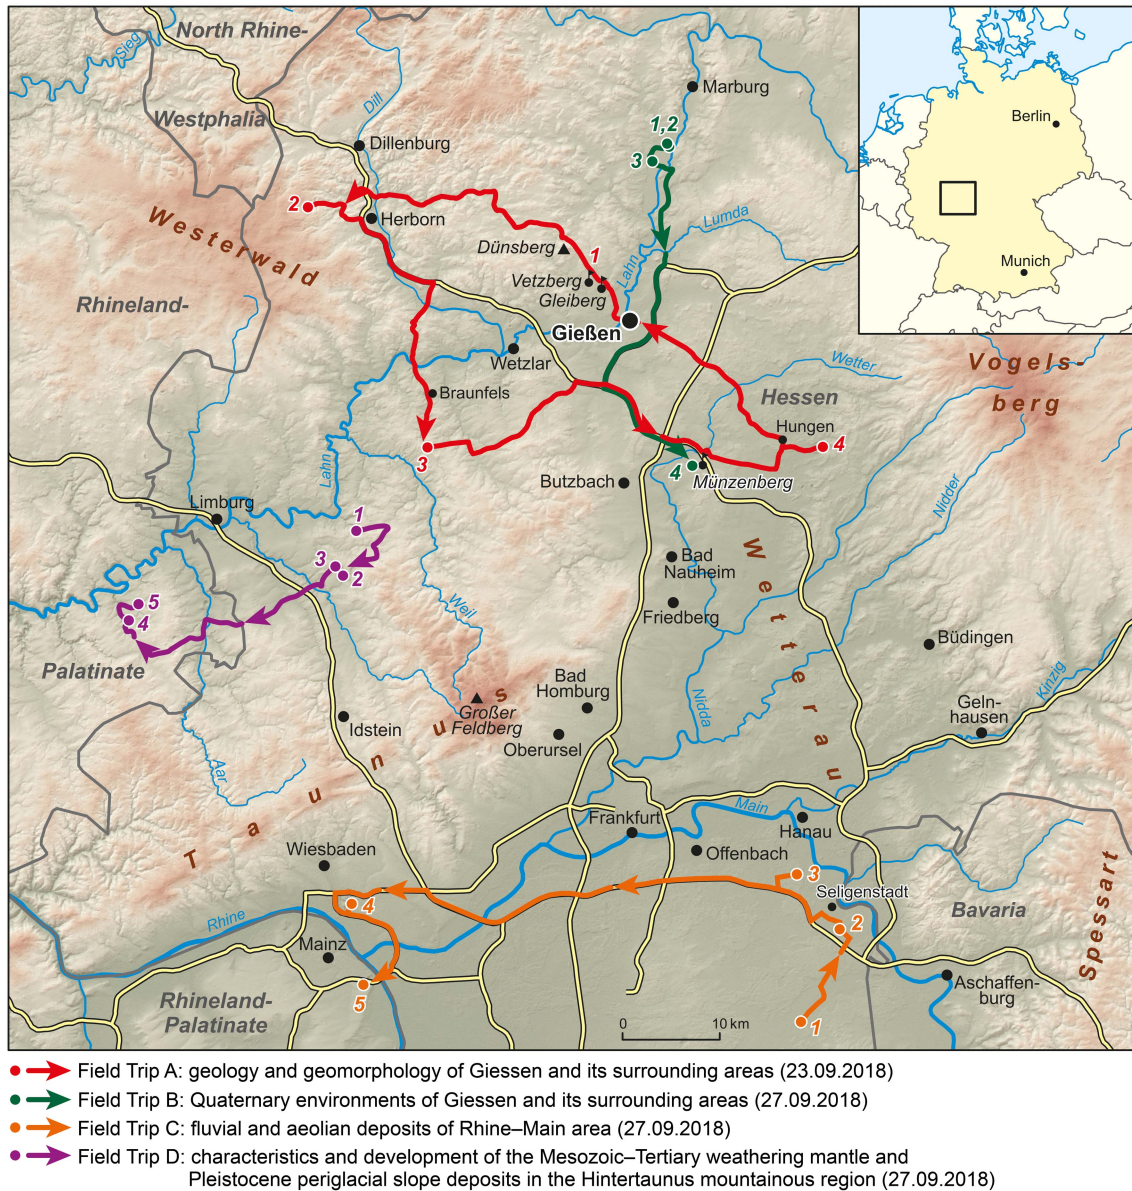 North Rhine-
Westphalia
Sieg
Dill
Marburg
Dillenburg
1,2
3
Berlin
Munich
2
Herborn
Westerwald
Dünsberg
1
Lahn
Lumda
Vetzberg
Gleiberg
Rhineland-
Gießen
Wetzlar
Wetter
Vogels-
berg
Braunfels
Hessen
Hungen
4
3
4
Münzenberg
Butzbach
Lahn
Limburg
Nidder
1
3
2
Bad
Nauheim
Wetterau
5
4
Weil
Friedberg
Büdingen
Palatinate
Kinzig
Bad
Homburg
Großer
Feldberg
Nidda
Geln-
hausen
Idstein
Oberursel
Taunus
Aar
Main
Frankfurt
Hanau
Wiesbaden
Offenbach
3
Seligenstadt
Spessart
4
2
Bavaria
Rhine
Mainz
Aschaffen-
burg
5
Rhineland-
Palatinate
1
0
10 km
Field Trip A: geology and geomorphology of Giessen and its surrounding areas (23.09.2018)
Field Trip B: Quaternary environments of Giessen and its surrounding areas (27.09.2018)
Field Trip C: fluvial and aeolian deposits of Rhine–Main area (27.09.2018)
Field Trip D: characteristics and development of the Mesozoic–Tertiary weathering mantle and
Pleistocene periglacial slope deposits in the Hintertaunus mountainous region (27.09.2018)